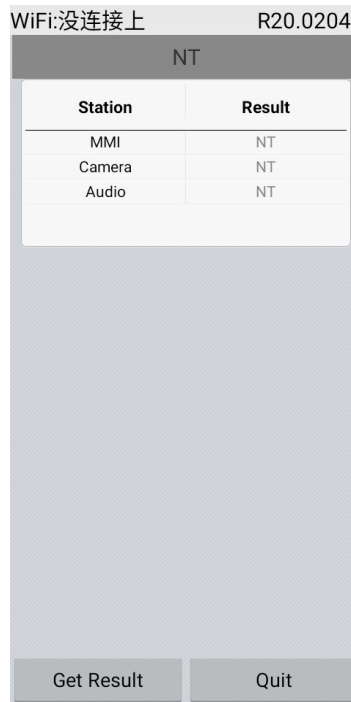 WiFi:没连接上 R20.0204
NT
Station Result
MMI NT
Camera NT
Audio NT
Get Result Quit